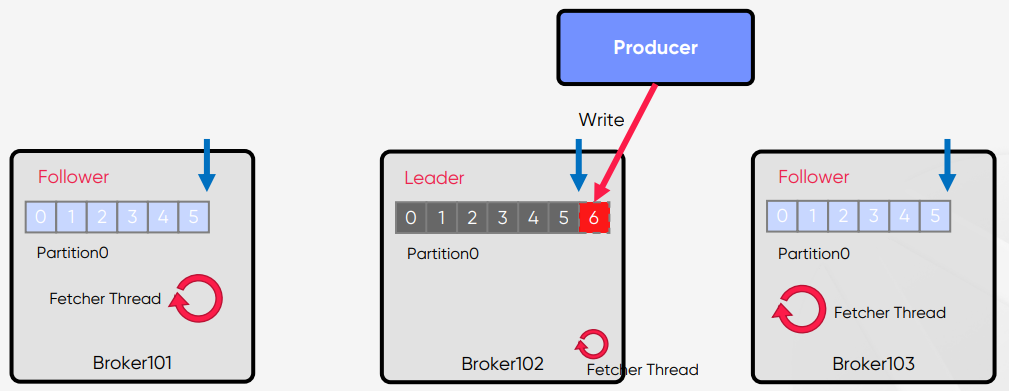 Producer
Write
Follower
0 1 2 3 4 5
Partition0
Fetcher Thread
Broker101
Leader
0 1 2 3 4 5 6
Partition0
Fetcher Thread
Broker102
Follower
0 1 2 3 4 5
Partition0
Fetcher Thread
Broker103